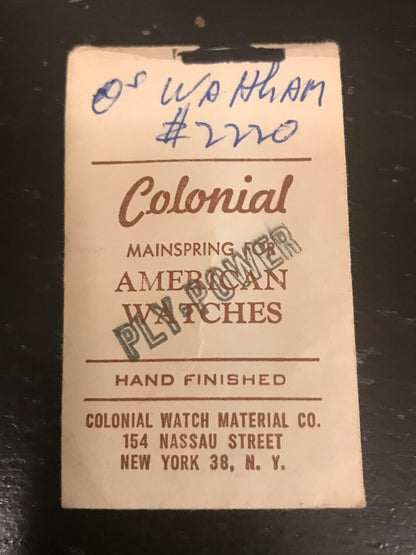 0s WALTHAM
#2220
Colonial
MAINSPRING FOR
AMERICAN
WATCHES
PLY-POWER
HAND FINISHED
COLONIAL WATCH MATERIAL CO.
154 NASSAU STREET
NEW YORK 38, N. Y.